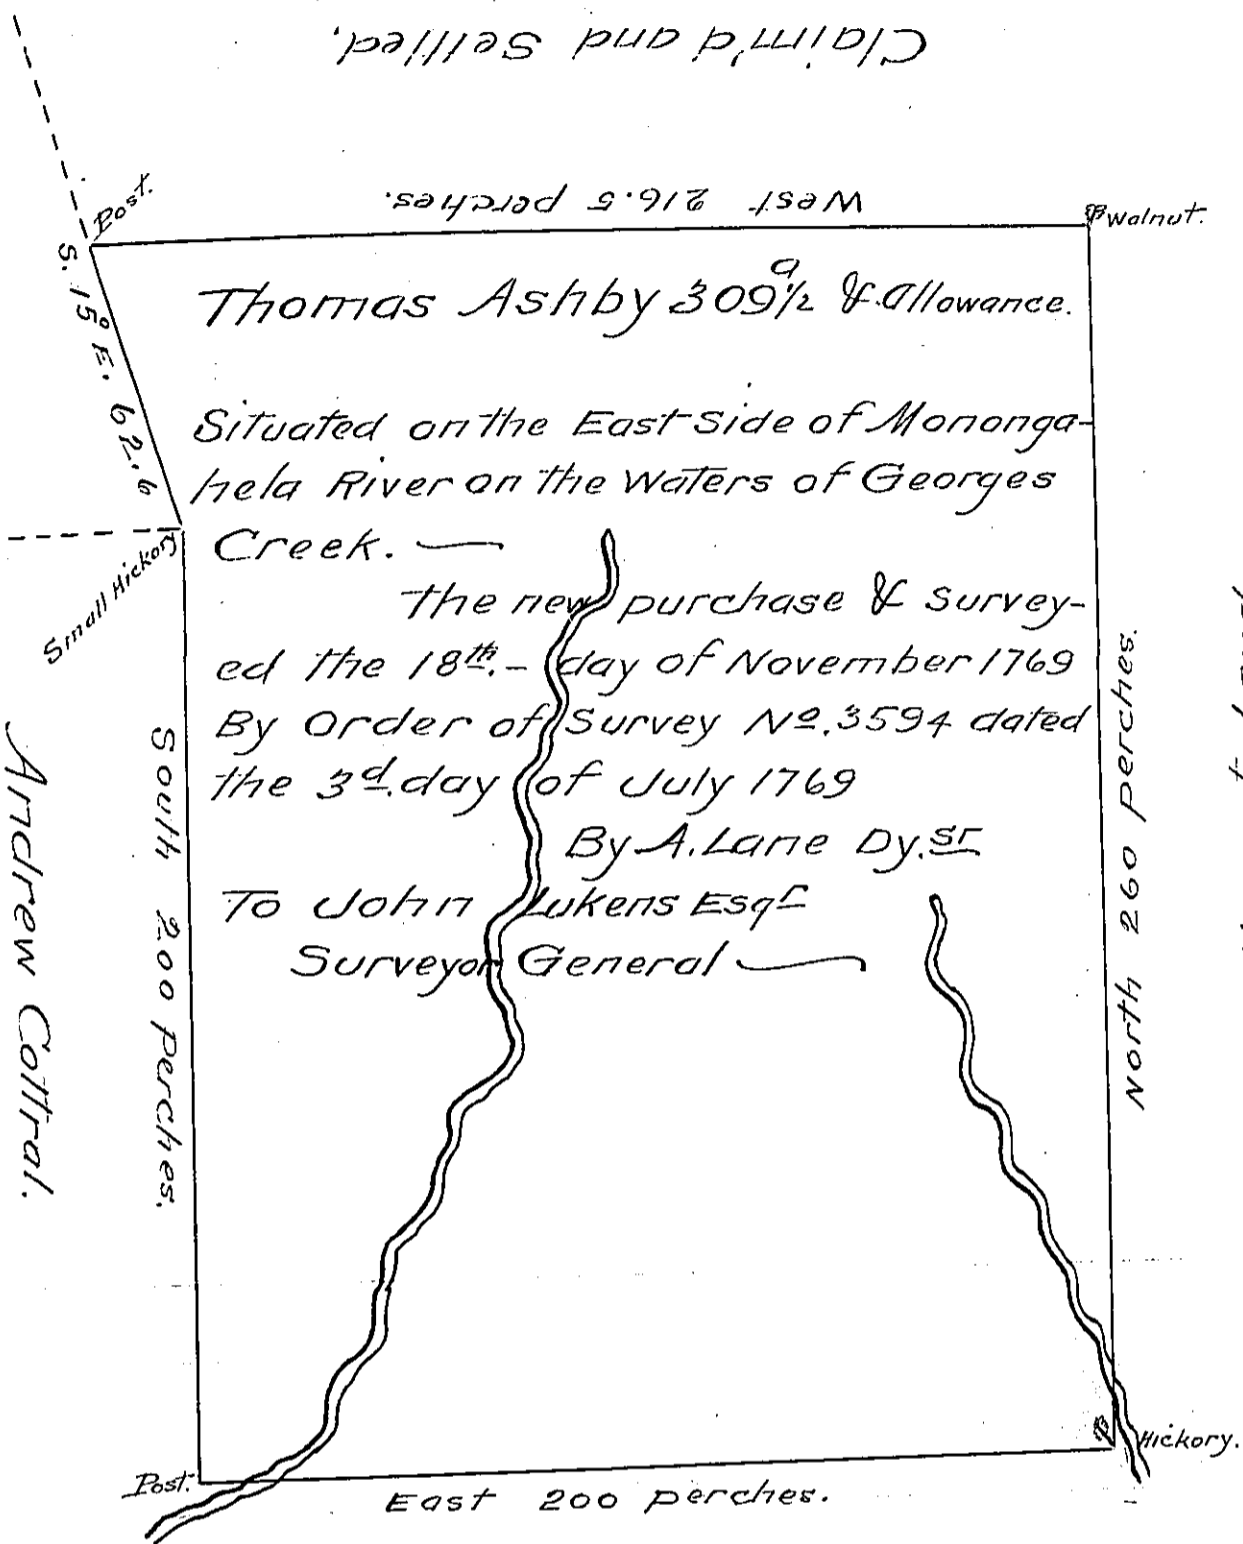 Claim'd and Settled.
West 216.5 perches.
Post.
Walnut.
S. 15° E. 62.6
Thomas Ashby 309ª1/2 & Allowance.
Situated on the East Side of Mononga-
hela River on the Waters of Georges
Creek.
Small Hickory
the new purchase & Survey-
ed the 18th. day of November 1769
By Order of Survey Nº. 3594 dated
the 3d. day of July 1769
By A. Lane Dy. Sr
To John Lukens Esqr
Surveyor General
South 200 perches.
Andrew Cottral.
North 260 perches.
Hickory.
Post.
East 200 perches.